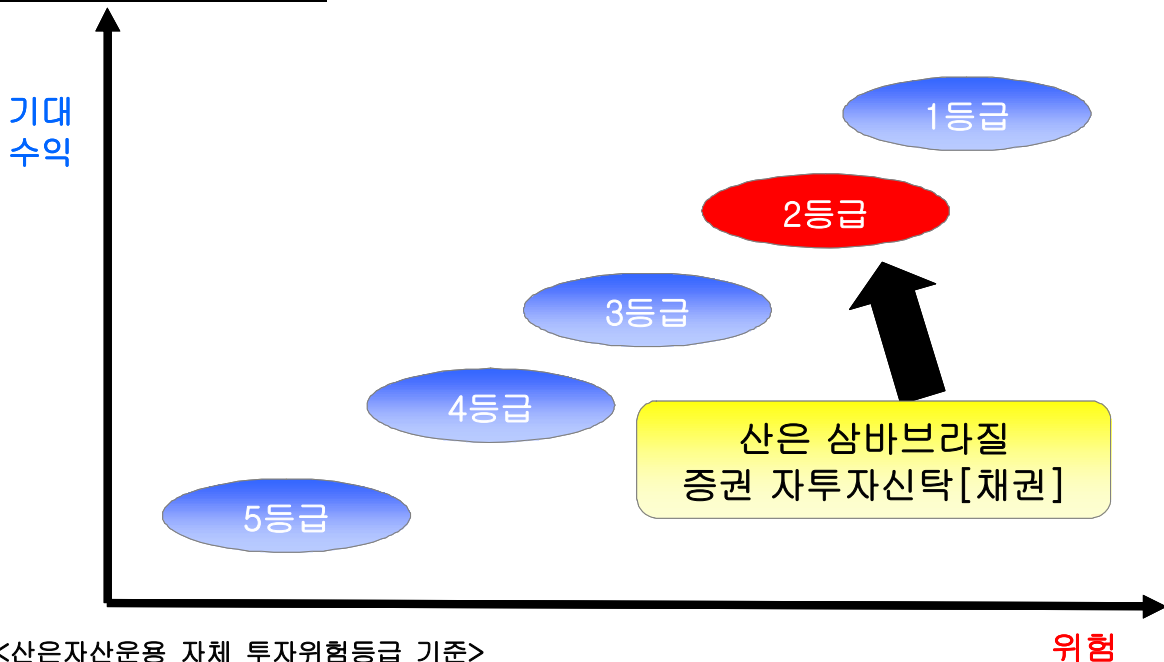 기대
수익
1등급
2등급
3등급
4등급
5등급
산은 삼바브라질
증권 자투자신탁[채권]
위험
<산은자산운용 자체 투자위험등급 기준>